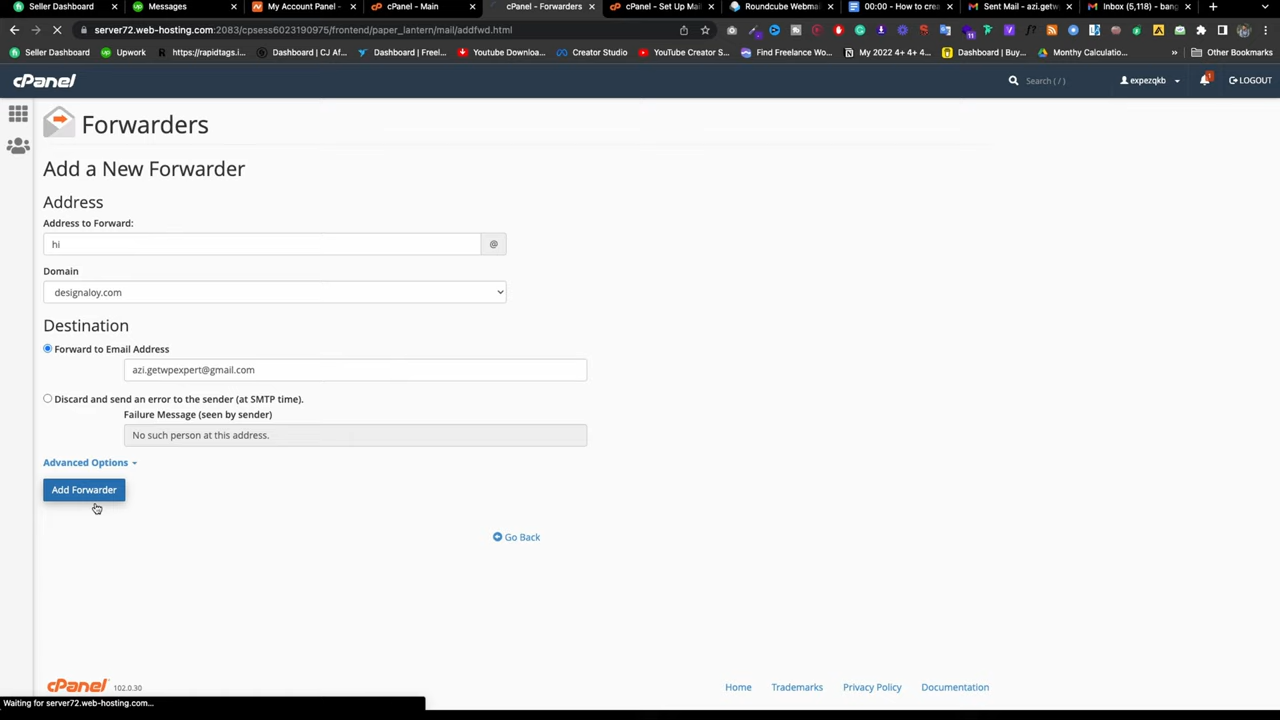 Seller Dashboard
Messages
My Account Panel -
cPanel - Main
cPanel - Forwarders
cPanel - Set Up Mail
Roundcube Webmail
00:00 - How to crea
Sent Mail - azi.getw
Inbox (5,118) - bang
server72.web-hosting.com:2083/cpsess6023190975/frontend/paper_lantern/mail/addfwd.html
Seller Dashboard
Upwork
https://rapidtags.i...
Dashboard | CJ Af...
Dashboard | Freel...
Youtube Downloa...
Creator Studio
YouTube Creator S...
Find Freelance Wo...
My 2022 4+ 4+ 4...
Dashboard | Buy...
Monthy Calculatio...
Other Bookmarks
cPanel
Search ( / )
expezqkb
1
LOGOUT
Forwarders
Add a New Forwarder
Address
Address to Forward:
hi
@
Domain
designaloy.com
Destination
Forward to Email Address
azi.getwpexpert@gmail.com
Discard and send an error to the sender (at SMTP time).
Failure Message (seen by sender)
No such person at this address.
Advanced Options
Add Forwarder
Go Back
cPanel
102.0.30
Home
Trademarks
Privacy Policy
Documentation
Waiting for server72.web-hosting.com...